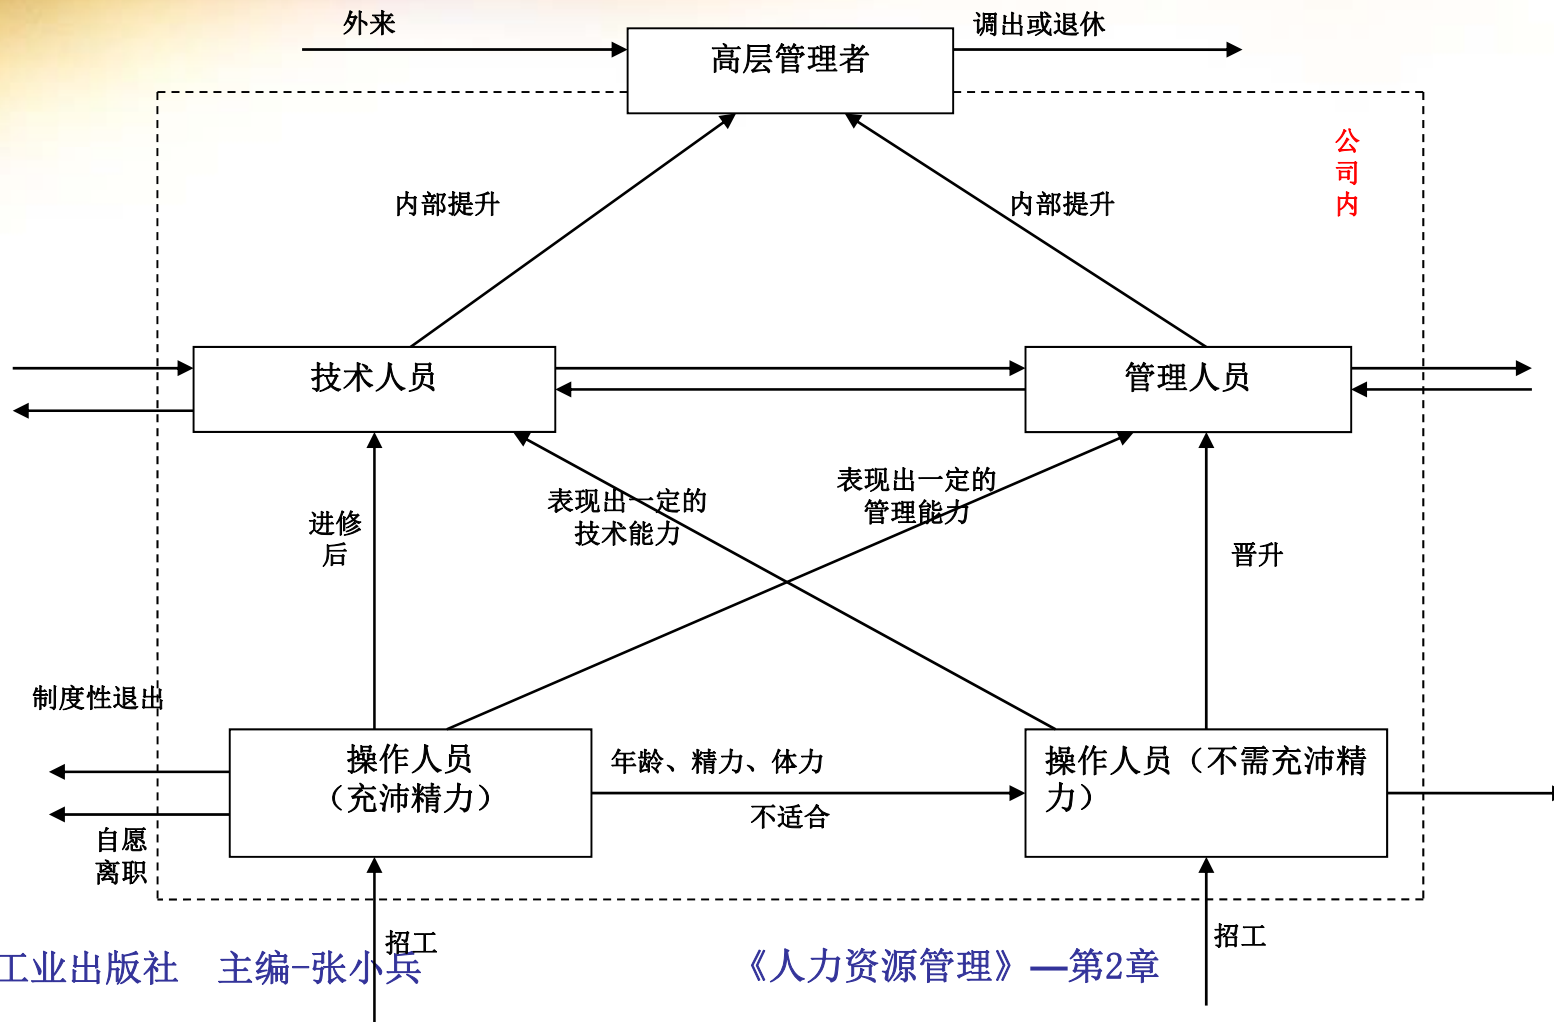 外来
调出或退休
高层管理者
公
司
内
内部提升
内部提升
技术人员
管理人员
表现出一定的
管理能力
表现出一定的
技术能力
进修
后
晋升
制度性退出
操作人员
（充沛精力）
年龄、精力、体力
不适合
操作人员（不需充沛精
力）
自愿
离职
招工
招工
工业出版社 主编-张小兵
《人力资源管理》—第2章